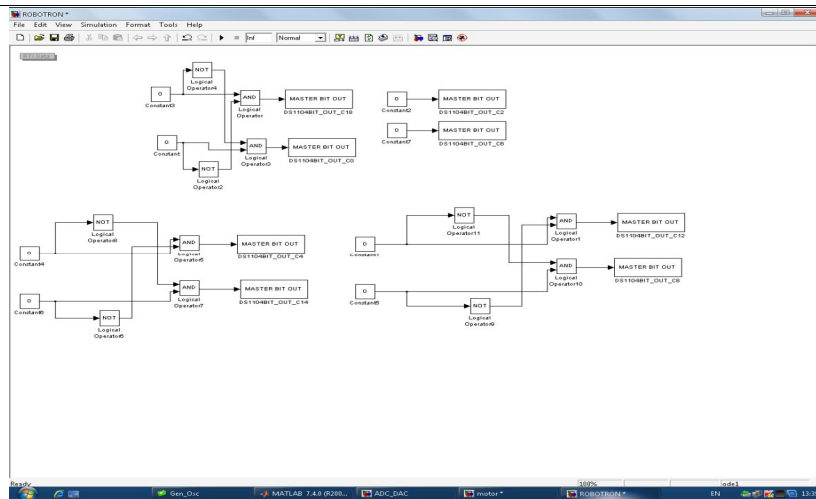 ROBOTRON *
File Edit View Simulation Format Tools Help
Inf Normal
NOT
Logical
Operator4
0
Constant3
AND
Logical
Operator
MASTER BIT OUT
DS1104BIT_OUT_C18
0
Constant2
MASTER BIT OUT
DS1104BIT_OUT_C2
0
Constant
AND
Logical
Operator3
MASTER BIT OUT
DS1104BIT_OUT_C0
0
Constant7
MASTER BIT OUT
DS1104BIT_OUT_C6
NOT
Logical
Operator2
NOT
Logical
Operator8
0
Constant4
AND
Logical
Operator5
MASTER BIT OUT
DS1104BIT_OUT_C4
0
Constant6
AND
Logical
Operator7
MASTER BIT OUT
DS1104BIT_OUT_C14
NOT
Logical
Operator6
NOT
Logical
Operator11
0
Constant1
AND
Logical
Operator1
MASTER BIT OUT
DS1104BIT_OUT_C12
0
Constant5
AND
Logical
Operator10
MASTER BIT OUT
DS1104BIT_OUT_C8
NOT
Logical
Operator9
Ready 100% ode1
Gen_Osc MATLAB 7.4.0 (R200... ADC_DAC motor * ROBOTRON * EN